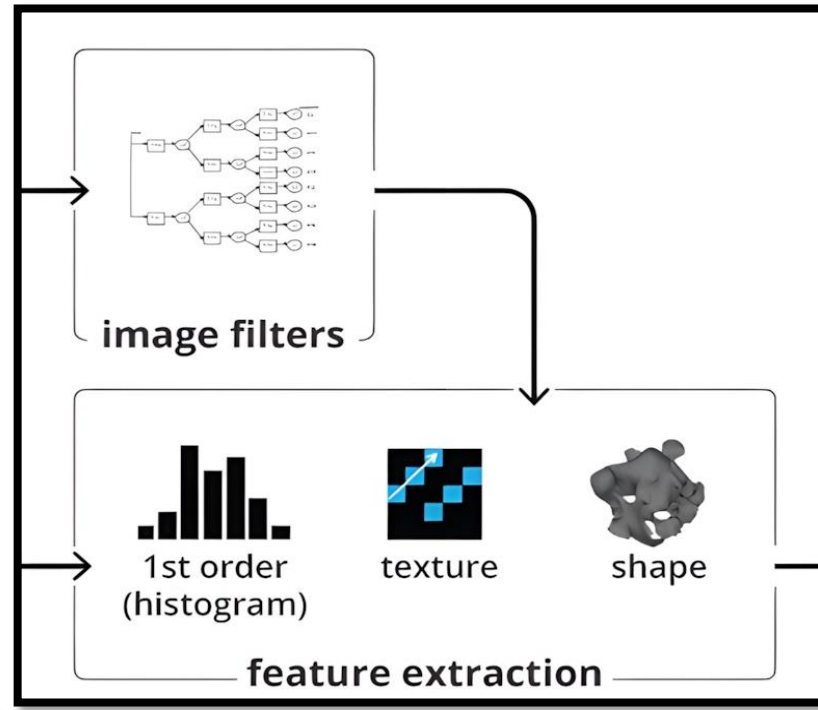 image filters
1st order
(histogram)
texture
shape
feature extraction